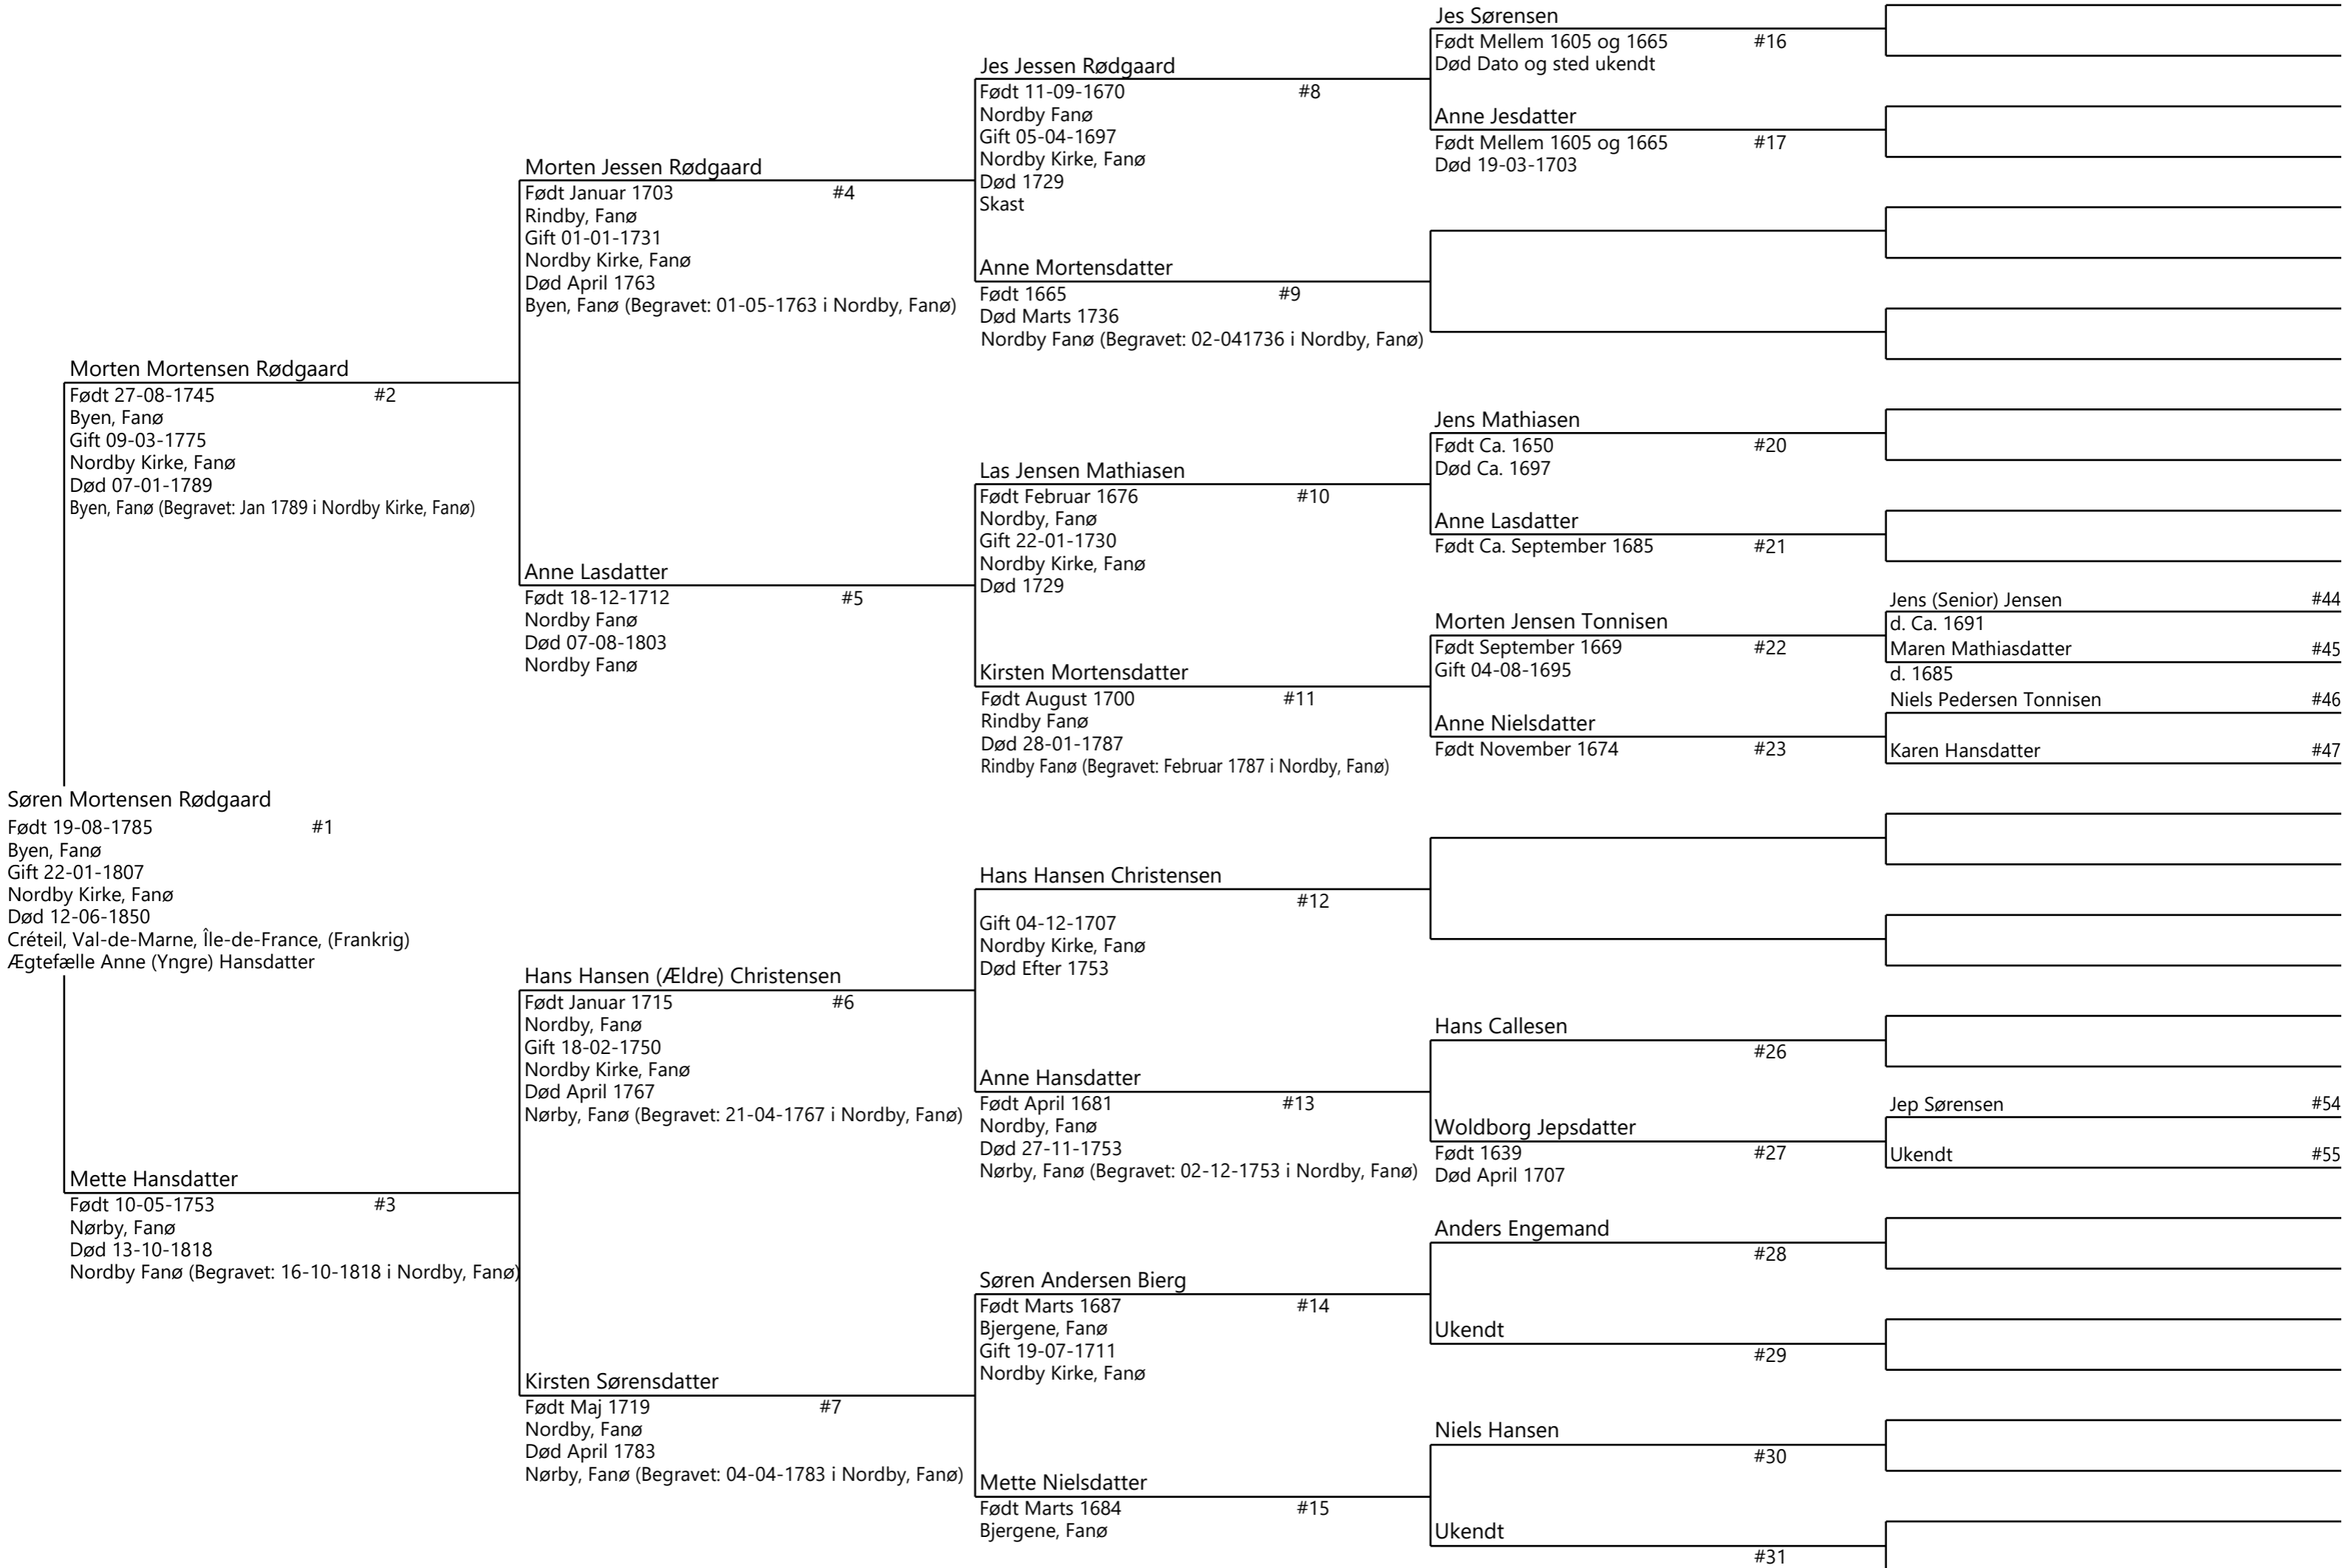 Søren Mortensen Rødgaard
Født 19-08-1785 #1
Byen, Fanø
Gift 22-01-1807
Nordby Kirke, Fanø
Død 12-06-1850
Créteil, Val-de-Marne, Île-de-France, (Frankrig)
Ægtefælle Anne (Yngre) Hansdatter
Morten Mortensen Rødgaard
Født 27-08-1745 #2
Byen, Fanø
Gift 09-03-1775
Nordby Kirke, Fanø
Død 07-01-1789
Byen, Fanø (Begravet: Jan 1789 i Nordby Kirke, Fanø)
Mette Hansdatter
Født 10-05-1753 #3
Nørby, Fanø
Død 13-10-1818
Nordby Fanø (Begravet: 16-10-1818 i Nordby, Fanø)
Morten Jessen Rødgaard
Født Januar 1703 #4
Rindby, Fanø
Gift 01-01-1731
Nordby Kirke, Fanø
Død April 1763
Byen, Fanø (Begravet: 01-05-1763 i Nordby, Fanø)
Anne Lasdatter
Født 18-12-1712 #5
Nordby Fanø
Død 07-08-1803
Nordby Fanø
Hans Hansen (Ældre) Christensen
Født Januar 1715 #6
Nordby, Fanø
Gift 18-02-1750
Nordby Kirke, Fanø
Død April 1767
Nørby, Fanø (Begravet: 21-04-1767 i Nordby, Fanø)
Kirsten Sørensdatter
Født Maj 1719 #7
Nordby, Fanø
Død April 1783
Nørby, Fanø (Begravet: 04-04-1783 i Nordby, Fanø)
Jes Jessen Rødgaard
Født 11-09-1670 #8
Nordby Fanø
Gift 05-04-1697
Nordby Kirke, Fanø
Død 1729
Skast
Anne Mortensdatter
Født 1665 #9
Død Marts 1736
Nordby Fanø (Begravet: 02-041736 i Nordby, Fanø)
Las Jensen Mathiasen
Født Februar 1676 #10
Nordby, Fanø
Gift 22-01-1730
Nordby Kirke, Fanø
Død 1729
Kirsten Mortensdatter
Født August 1700 #11
Rindby Fanø
Død 28-01-1787
Rindby Fanø (Begravet: Februar 1787 i Nordby, Fanø)
Hans Hansen Christensen
#12
Gift 04-12-1707
Nordby Kirke, Fanø
Død Efter 1753
Anne Hansdatter
Født April 1681 #13
Nordby, Fanø
Død 27-11-1753
Nørby, Fanø (Begravet: 02-12-1753 i Nordby, Fanø)
Søren Andersen Bierg
Født Marts 1687 #14
Bjergene, Fanø
Gift 19-07-1711
Nordby Kirke, Fanø
Mette Nielsdatter
Født Marts 1684 #15
Bjergene, Fanø
Jes Sørensen
Født Mellem 1605 og 1665 #16
Død Dato og sted ukendt
Anne Jesdatter
Født Mellem 1605 og 1665 #17
Død 19-03-1703
Jens Mathiasen
Født Ca. 1650 #20
Død Ca. 1697
Anne Lasdatter
Født Ca. September 1685 #21
Morten Jensen Tonnisen
Født September 1669 #22
Gift 04-08-1695
Anne Nielsdatter
Født November 1674 #23
Hans Callesen
#26
Woldborg Jepsdatter
Født 1639 #27
Død April 1707
Anders Engemand
#28
Ukendt
#29
Niels Hansen
#30
Ukendt
#31
Jens (Senior) Jensen #44
d. Ca. 1691
Maren Mathiasdatter #45
d. 1685
Niels Pedersen Tonnisen #46
Karen Hansdatter #47
Jep Sørensen #54
Ukendt #55